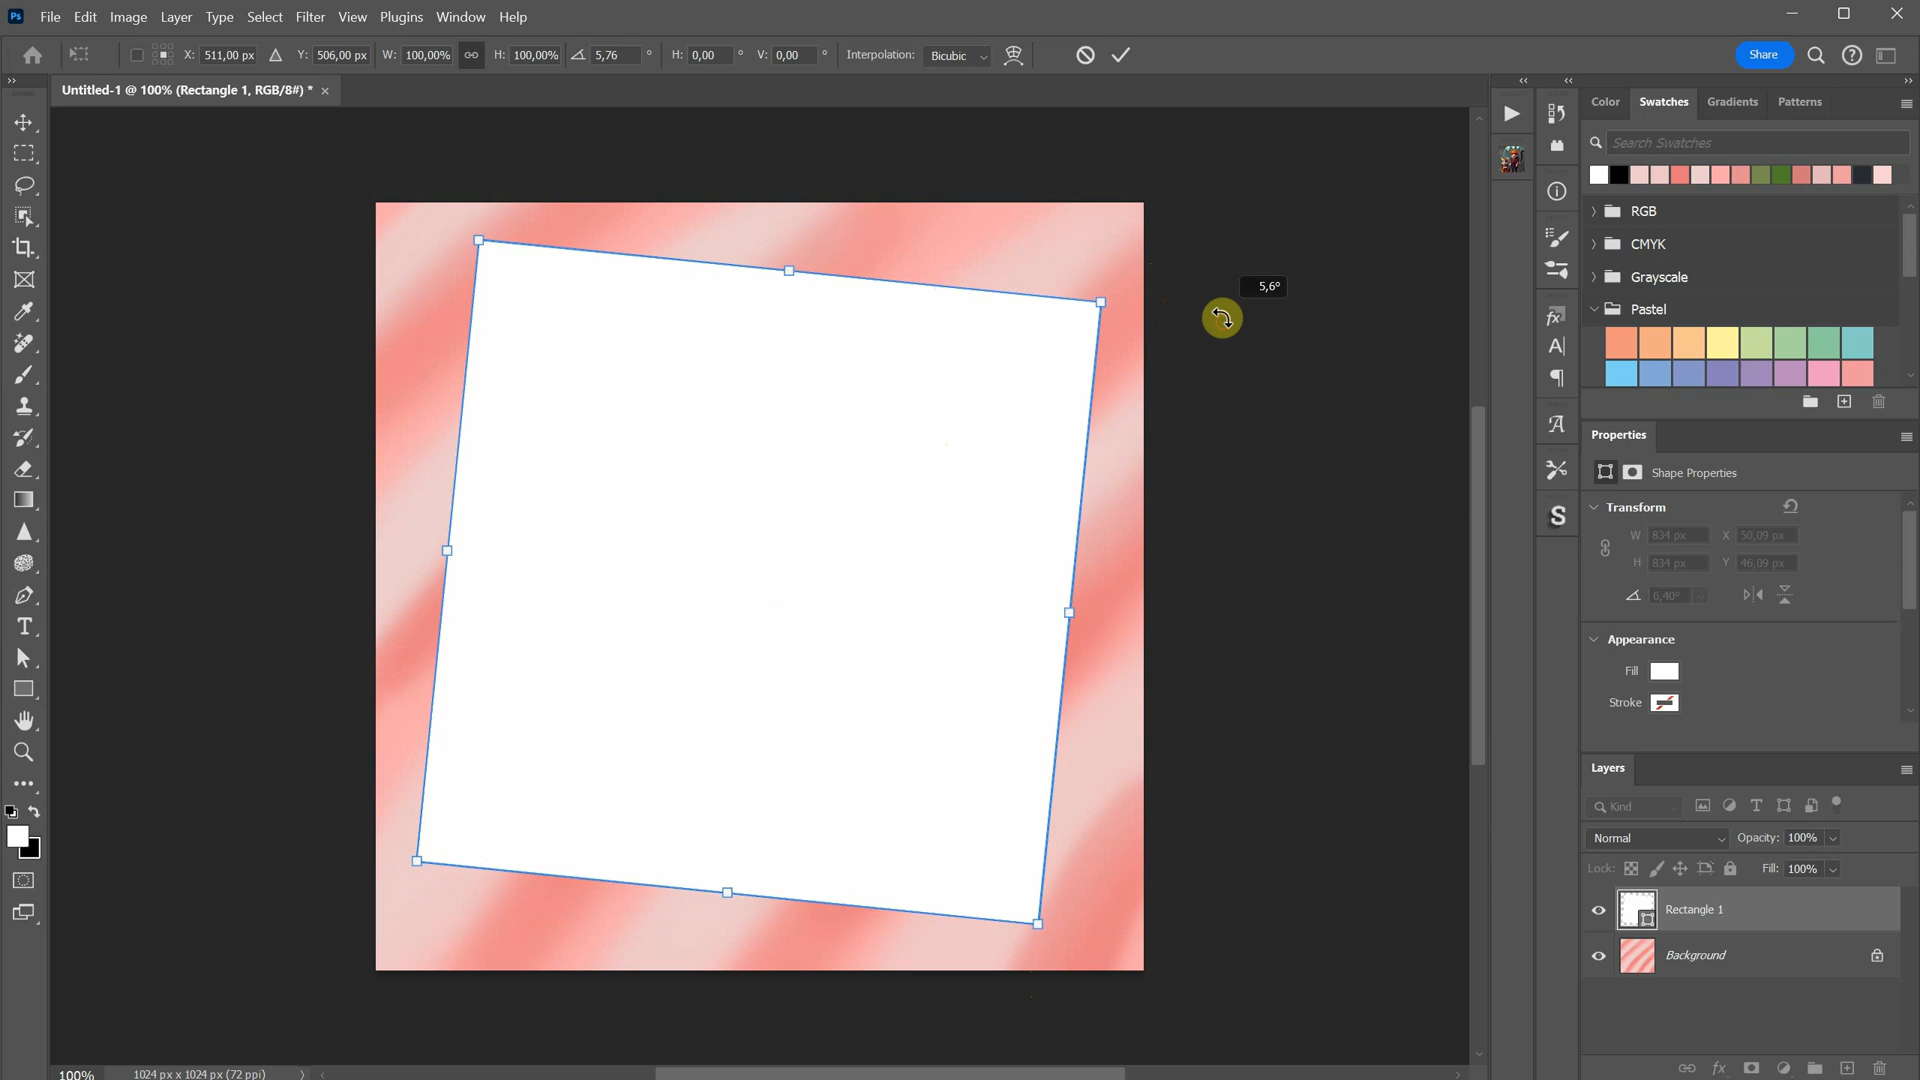 Ps File Edit Image Layer Type Select Filter View Plugins Window Help
X: 511,00 px Y: 506,00 px W: 100,00% H: 100,00% 5,76 ° H: 0,00 ° V: 0,00 ° Interpolation: Bicubic Share
Untitled-1 @ 100% (Rectangle 1, RGB/8#) * ×
Color Swatches Gradients Patterns
Search Swatches
RGB
CMYK
Grayscale
5,6°
Pastel
Properties
Shape Properties
Transform
W 834 px X 50,09 px
H 834 px Y 46,09 px
6,40°
Appearance
Fill
Stroke
Layers
Kind
Normal Opacity: 100%
Lock: Fill: 100%
Rectangle 1
Background
100% 1024 px x 1024 px (72 ppi)